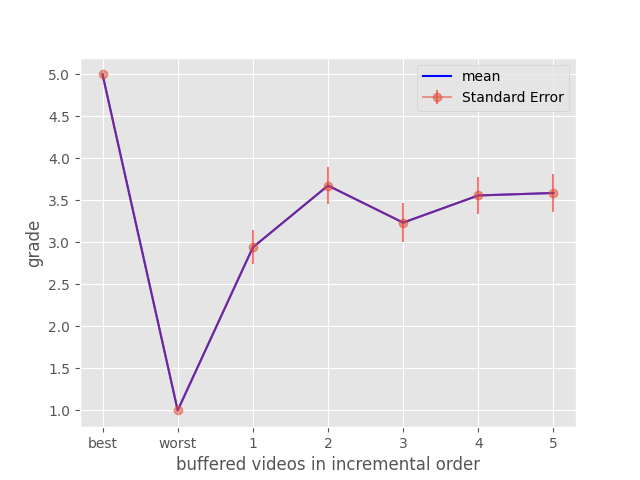 5.0
4.5
4.0
3.5
3.0
2.5
2.0
1.5
1.0
grade
mean
Standard Error
best worst 1 2 3 4 5
buffered videos in incremental order